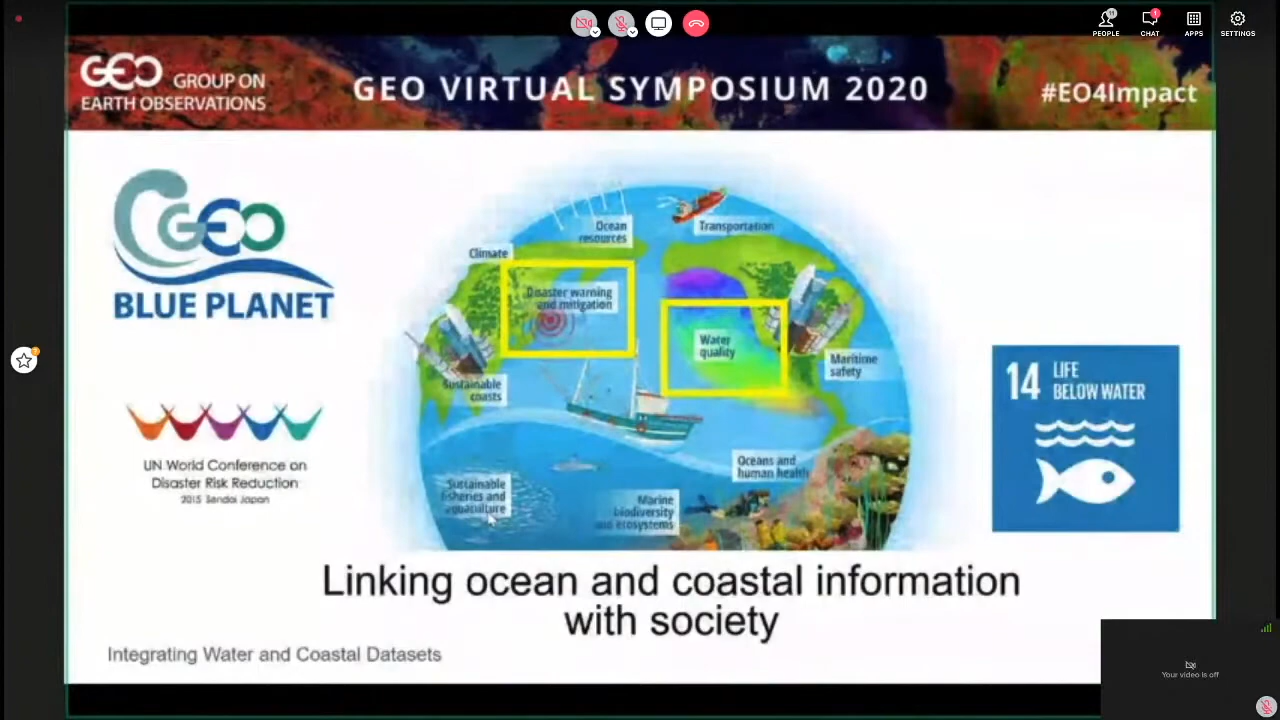 11
1
PEOPLE
CHAT
APPS
SETTINGS
GEO GROUP ON
EARTH OBSERVATIONS
GEO VIRTUAL SYMPOSIUM 2020
#EO4Impact
GEO
BLUE PLANET
Ocean
resources
Transportation
Climate
Disaster warning
and mitigation
Water
quality
Maritime
safety
Sustainable
coasts
14 LIFE
BELOW WATER
UN World Conference on
Disaster Risk Reduction
2015 Sendai Japan
Oceans and
human health
Sustainable
fisheries and
aquaculture
Marine
biodiversity
and ecosystems
Linking ocean and coastal information
with society
Integrating Water and Coastal Datasets
Your video is off